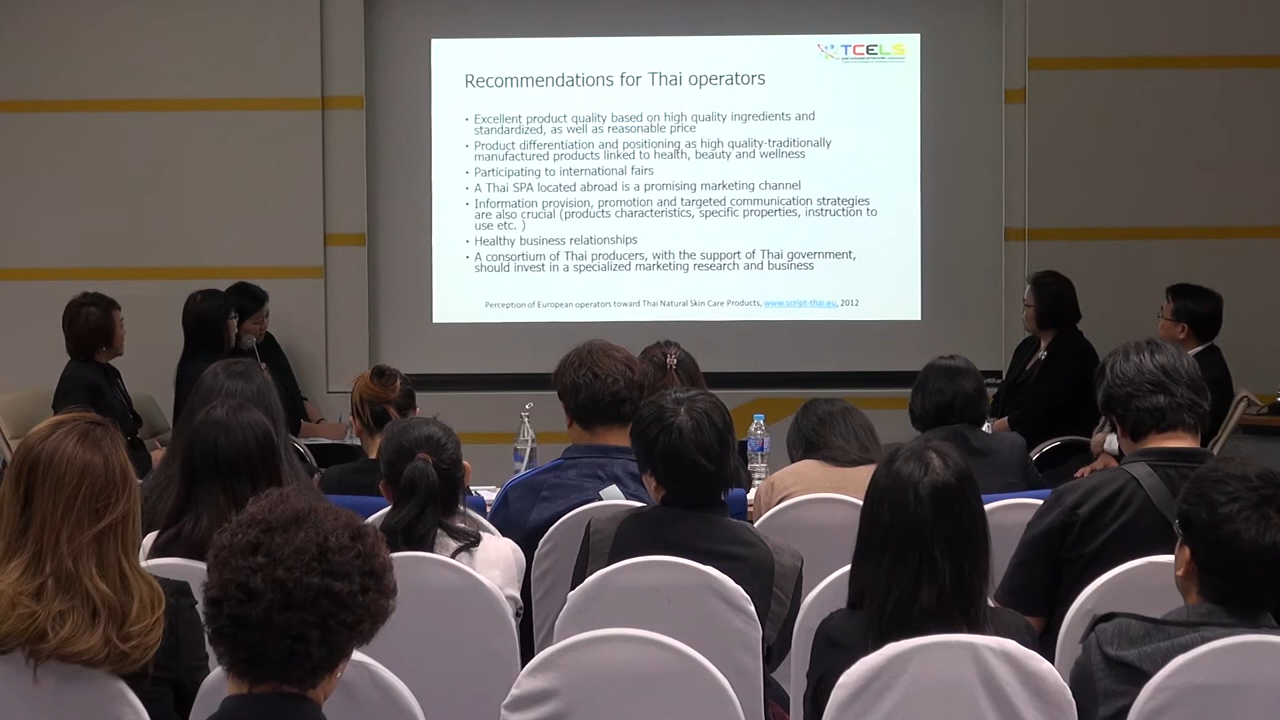 TCELS
Recommendations for Thai operators
• Excellent product quality based on high quality ingredients and
standardized, as well as reasonable price
• Product differentiation and positioning as high quality-traditionally
manufactured products linked to health, beauty and wellness
• Participating to international fairs
• A Thai SPA located abroad is a promising marketing channel
• Information provision, promotion and targeted communication strategies
are also crucial (products characteristics, specific properties, instruction to
use etc. )
• Healthy business relationships
• A consortium of Thai producers, with the support of Thai government,
should invest in a specialized marketing research and business
Perception of European operators toward Thai Natural Skin Care Products, www.script-thai.eu, 2012